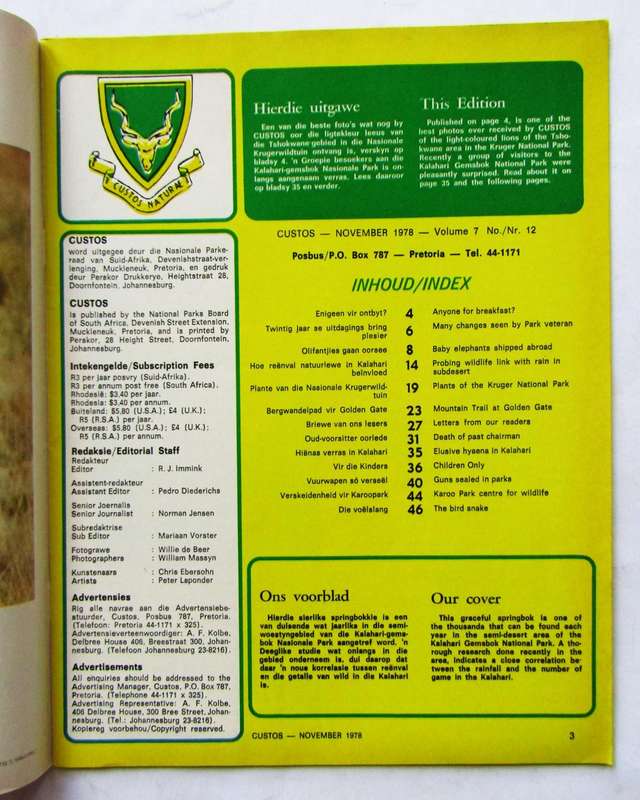 CUSTOS NATURAE
Hierdie uitgawe
Een van die beste foto's wat nog by
CUSTOS oor die ligtekleur leeus van
die Tshokwane-gebied in die Nasionale
Krugerwildtuin ontvang is, verskyn op
bladsy 4. 'n Groepie besoekers aan die
Kalahari-gemsbok Nasionale Park is on-
langs aangenaam verras. Lees daaroor
op bladsy 35 en verder.
This Edition
Published on page 4, is one of the
best photos ever received by CUSTOS
of the light-coloured lions of the Tsho-
kwane area in the Kruger National Park.
Recently a group of visitors to the
Kalahari Gemsbok National Park were
pleasantly surprised. Read about it on
page 35 and the following pages.
CUSTOS
word uitgegee deur die Nasionale Parke-
raad van Suid-Afrika, Devenishstraat-ver-
lenging, Muckleneuk, Pretoria, en gedruk
deur Perskor Drukkerye, Heightstraat 28,
Doornfontein, Johannesburg.
CUSTOS
is published by the National Parks Board
of South Africa, Devenish Street Extension,
Muckleneuk, Pretoria, and is printed by
Perskor, 28 Height Street, Doornfontein,
Johannesburg.
Intekengelde/Subscription Fees
R3 per jaar posvry (Suid-Afrika).
R3 per annum post free (South Africa).
Rhodesië: $3.40 per jaar.
Rhodesia: $3.40 per annum.
Buiteland: $5,80 (U.S.A.); £4 (U.K.);
R5 (R.S.A.) per jaar.
Overseas: $5.80 (U.S.A.); £4 (U.K.);
R5 (R.S.A.) per annum.
Redaksie/Editorial Staff
Redakteur
Editor : R. J. Immink
Assistent-redakteur
Assistant Editor : Pedro Diederichs
Senior Joernalis
Senior Journalist : Norman Jensen
Subredaktrise
Sub Editor : Mariaan Vorster
Fotograwe : Willie de Beer
Photographers : William Massyn
Kunstenaars : Chris Ebersohn
Artists : Peter Laponder
Advertensies
Rig alle navrae aan die Advertensiebe-
stuurder, Custos, Posbus 787, Pretoria.
(Telefoon: Pretoria 44-1171 x 325).
Advertensieverteenwoordiger: A. F. Kolbe,
Delbree House 406, Breestraat 300, Johan-
nesburg. (Telefoon Johannesburg 23-8216).
Advertisements
All enquiries should be addressed to the
Advertising Manager, Custos, P.O. Box 787,
Pretoria. (Telephone 44-1171 x 325).
Advertising Representative: A. F. Kolbe,
406 Delbree House, 300 Bree Street, Johan-
nesburg. (Tel.: Johannesburg 23-8216).
Kopiereg voorbehou/Copyright reserved.
CUSTOS — NOVEMBER 1978 — Volume 7 No./Nr. 12
Posbus/P.O. Box 787 — Pretoria — Tel. 44-1171
INHOUD/INDEX
Enigeen vir ontbyt? 4 Anyone for breakfast?
Twintig jaar se uitdagings bring
plesier 6 Many changes seen by Park veteran
Olifantjies gaan oorsee 8 Baby elephants shipped abroad
Hoe reënval natuurlewe in Kalahari
beïnvloed 14 Probing wildlife link with rain in
subdesert
Plante van die Nasionale Krugerwild-
tuin 19 Plants of the Kruger National Park
Bergwandelpad vir Golden Gate 23 Mountain Trail at Golden Gate
Briewe van ons lesers 27 Letters from our readers
Oud-voorsitter oorlede 31 Death of past chairman
Hiënas verras in Kalahari 35 Elusive hyaena in Kalahari
Vir die Kinders 36 Children Only
Vuurwapen só verseël 40 Guns sealed in parks
Verskeidenheid vir Karoopark 44 Karoo Park centre for wildlife
Die voëlslang 46 The bird snake
Ons voorblad
Hierdie sierlike springbokkie is een
van duisende wat jaarliks in die semi-
woestyngebied van die Kalahari-gems-
bok Nasionale Park aangetref word. 'n
Deeglike studie wat onlangs in die
gebied onderneem is, dui daarop dat
daar 'n noue korrelasie tussen reënval
en die getalle van wild in die Kalahari
is.
Our cover
This graceful springbok is one of
the thousands that can be found each
year in the semi-desert area of the
Kalahari Gemsbok National Park. A tho-
rough research done recently in the
area, indicates a close correlation be-
tween the rainfall and the number of
game in the Kalahari.
CUSTOS — NOVEMBER 1978
3